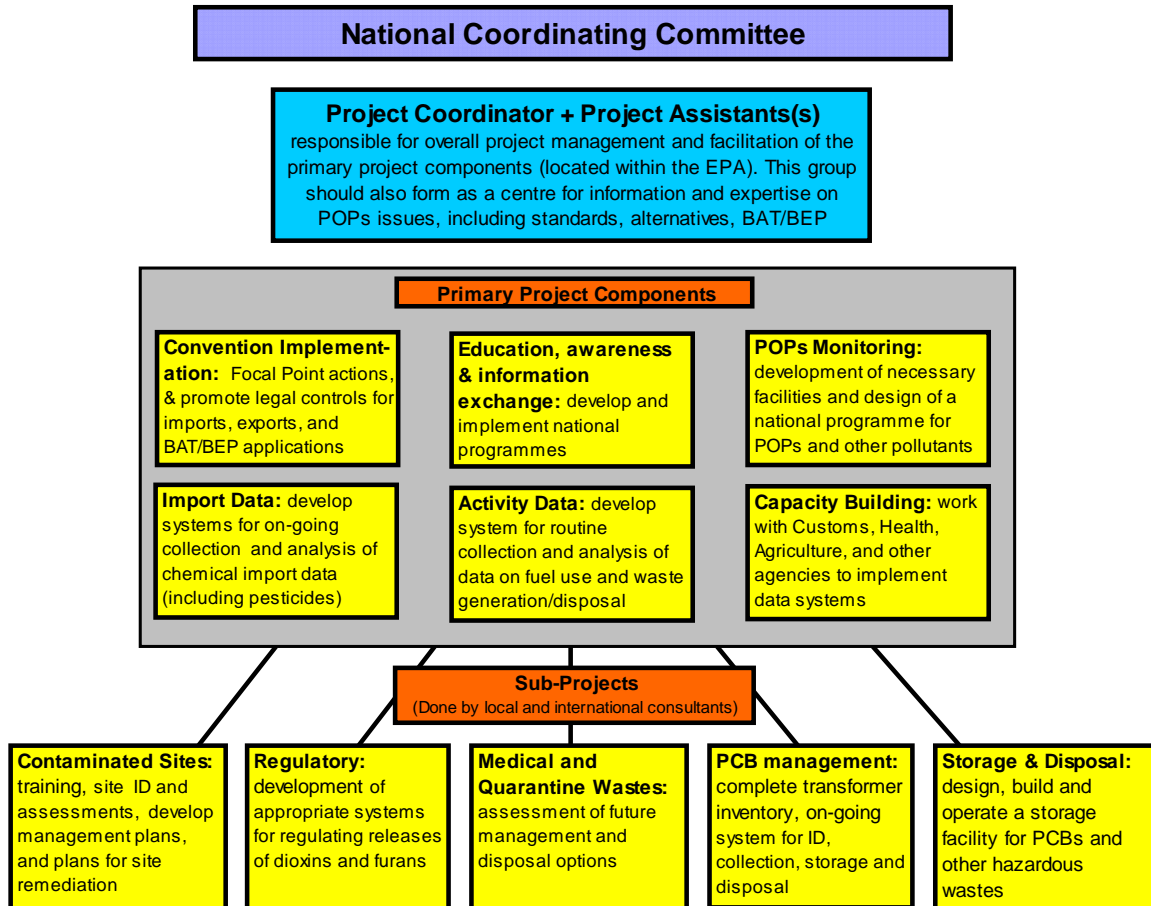 National Coordinating Committee
Project Coordinator + Project Assistants(s)
responsible for overall project management and facilitation of the
primary project components (located within the EPA). This group
should also form as a centre for information and expertise on
POPs issues, including standards, alternatives, BAT/BEP
Primary Project Components
Convention Implement-
ation: Focal Point actions,
& promote legal controls for
imports, exports, and
BAT/BEP applications
Education, awareness
& information
exchange: develop and
implement national
programmes
POPs Monitoring:
development of necessary
facilities and design of a
national programme for
POPs and other pollutants
Import Data: develop
systems for on-going
collection and analysis of
chemical import data
(including pesticides)
Activity Data: develop
system for routine
collection and analysis of
data on fuel use and waste
generation/disposal
Capacity Building: work
with Customs, Health,
Agriculture, and other
agencies to implement
data systems
Sub-Projects
(Done by local and international consultants)
Contaminated Sites:
training, site ID and
assessments, develop
management plans,
and plans for site
remediation
Regulatory:
development of
appropriate systems
for regulating releases
of dioxins and furans
Medical and
Quarantine Wastes:
assessment of future
management and
disposal options
PCB management:
complete transformer
inventory, on-going
system for ID,
collection, storage and
disposal
Storage & Disposal:
design, build and
operate a storage
facility for PCBs and
other hazardous
wastes